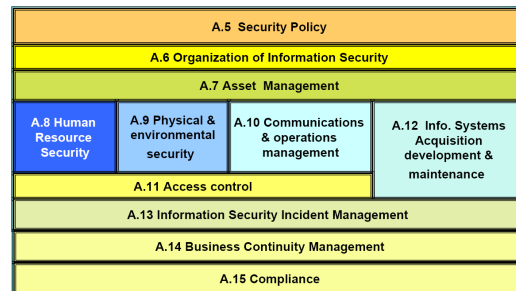 A.5 Security Policy
A.6 Organization of Information Security
A.7 Asset Management
A.8 Human
Resource
Security
A.9 Physical &
environmental
security
A.10 Communications
& operations
management
A.12 Info. Systems
Acquisition
development &
maintenance
A.11 Access control
A.13 Information Security Incident Management
A.14 Business Continuity Management
A.15 Compliance